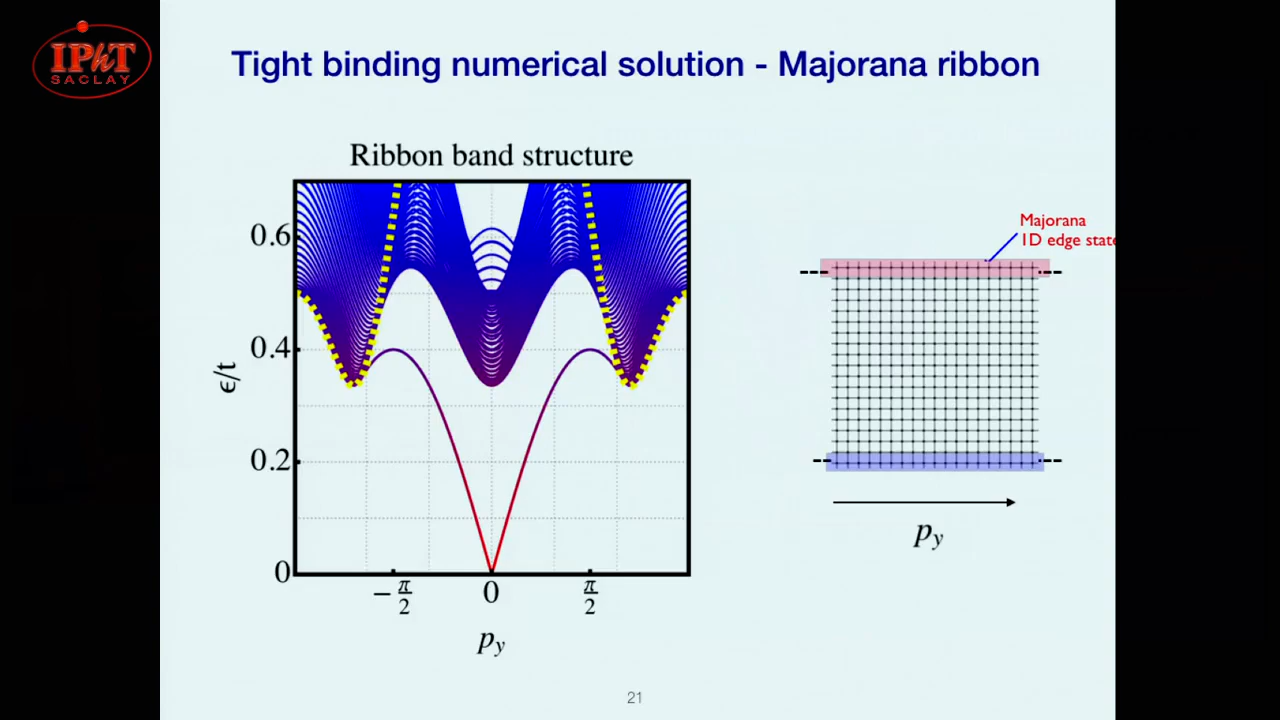 IPhT
SACLAY
Tight binding numerical solution - Majorana ribbon
Ribbon band structure
0.6
0.4
0.2
0
ϵ/t
− π/2
0
π/2
p_y
Majorana
1D edge state
p_y
21